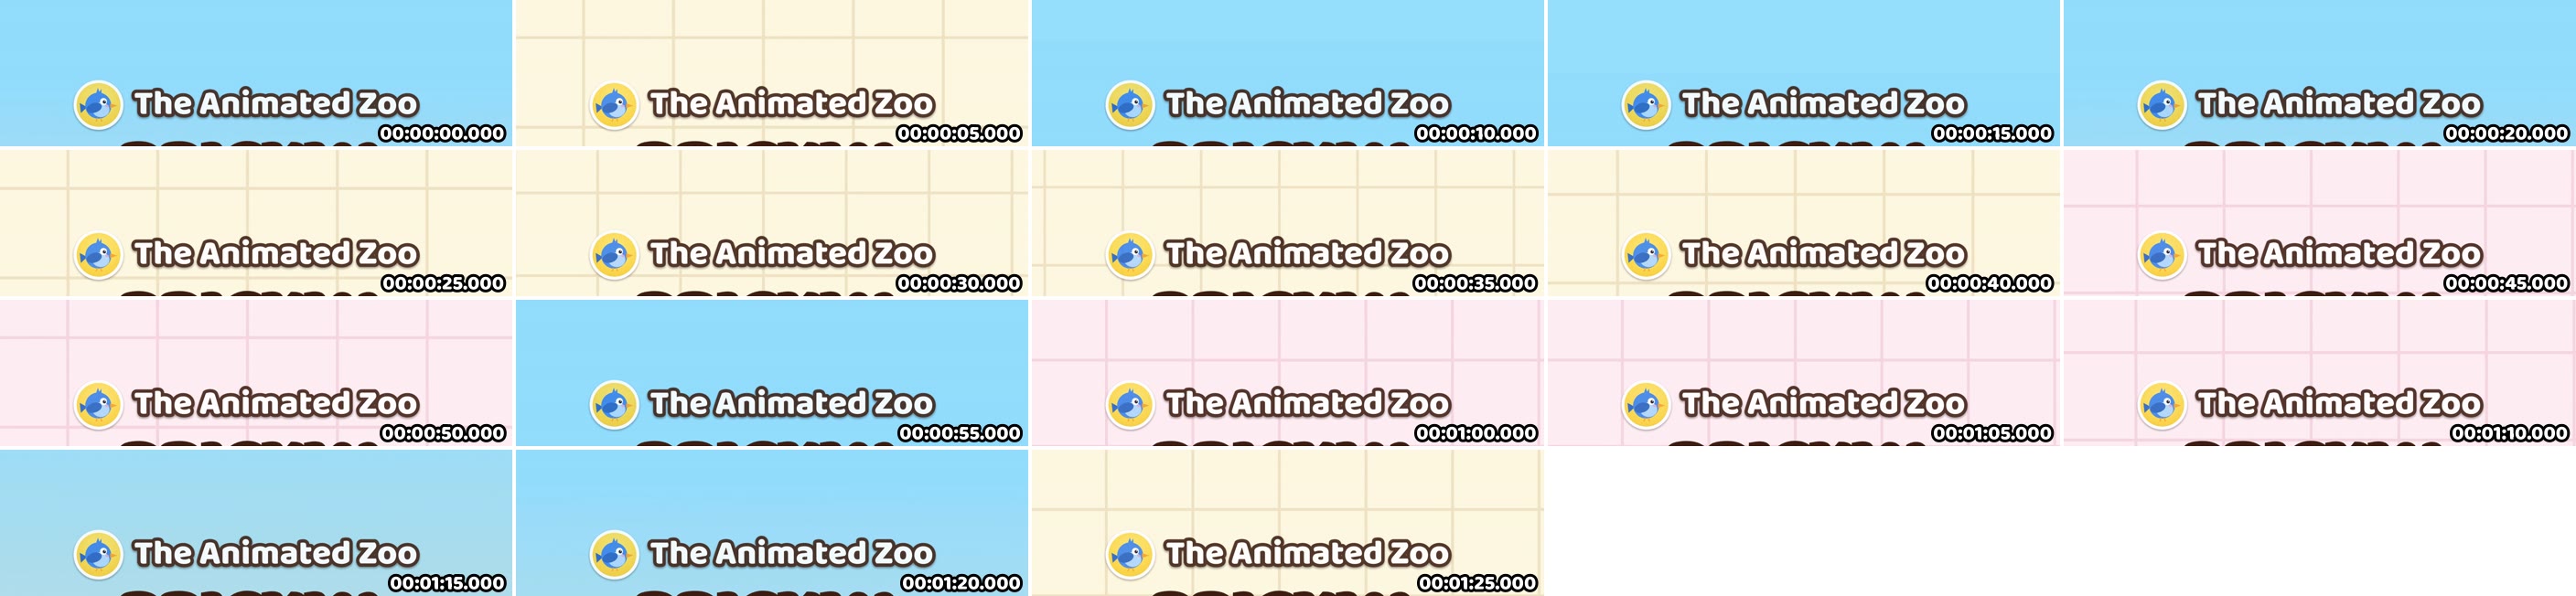 The Animated Zoo
00:00:00.000
The Animated Zoo
00:00:05.000
The Animated Zoo
00:00:10.000
The Animated Zoo
00:00:15.000
The Animated Zoo
00:00:20.000
The Animated Zoo
00:00:25.000
The Animated Zoo
00:00:30.000
The Animated Zoo
00:00:35.000
The Animated Zoo
00:00:40.000
The Animated Zoo
00:00:45.000
The Animated Zoo
00:00:50.000
The Animated Zoo
00:00:55.000
The Animated Zoo
00:01:00.000
The Animated Zoo
00:01:05.000
The Animated Zoo
00:01:10.000
The Animated Zoo
00:01:15.000
The Animated Zoo
00:01:20.000
The Animated Zoo
00:01:25.000